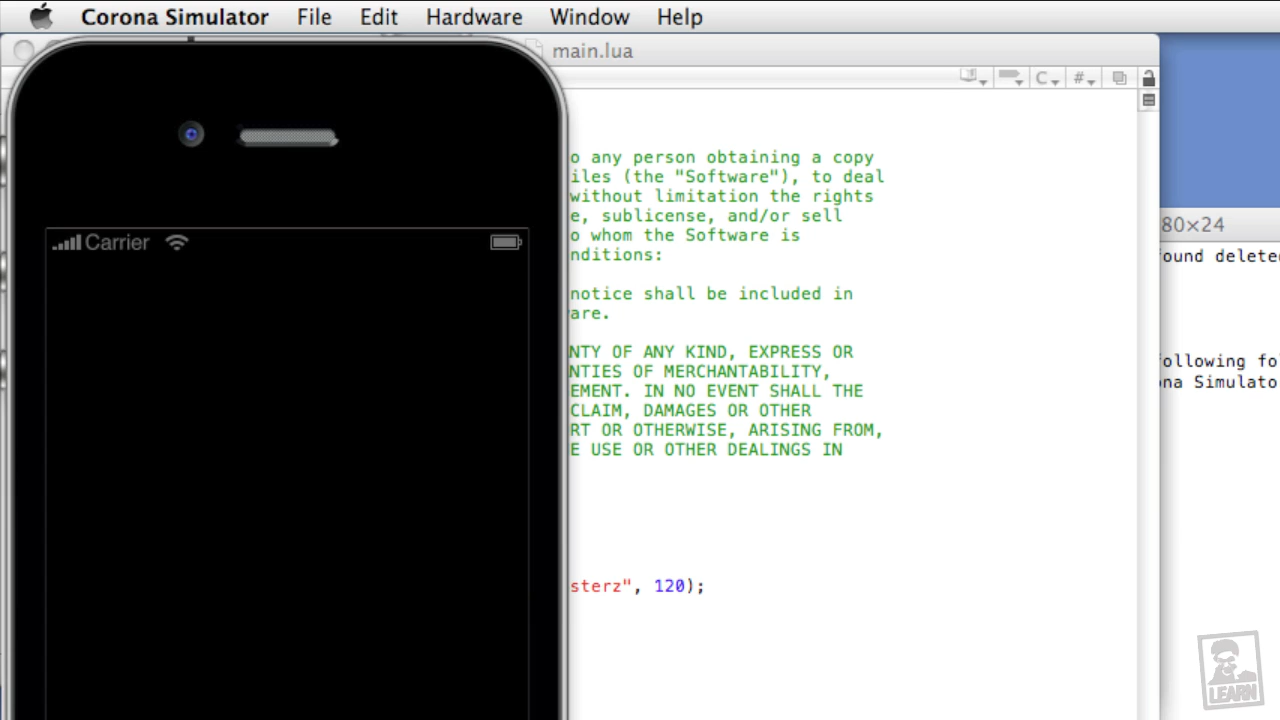 Corona Simulator File Edit Hardware Window Help
main.lua
C #
Carrier
o any person obtaining a copy
iles (the "Software"), to deal
without limitation the rights
e, sublicense, and/or sell
o whom the Software is
nditions:
notice shall be included in
are.
NTY OF ANY KIND, EXPRESS OR
NTIES OF MERCHANTABILITY,
EMENT. IN NO EVENT SHALL THE
CLAIM, DAMAGES OR OTHER
RT OR OTHERWISE, ARISING FROM,
E USE OR OTHER DEALINGS IN
sterz", 120);
80×24
ound delete
ollowing fo
na Simulato
LEARN